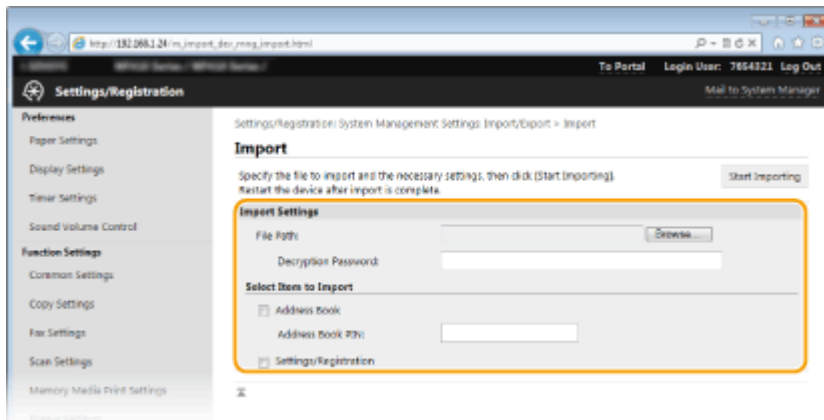 http://192.168.1.24/m_import_dev_mng_import.html
To Portal Login User: 7654321 Log Out
Settings/Registration
Mail to System Manager
Preferences
Settings/Registration: System Management Settings: Import/Export > Import
Paper Settings
Import
Display Settings
Specify the file to import and the necessary settings, then click [Start Importing].
Start Importing
Restart the device after import is complete.
Timer Settings
Import Settings
Sound Volume Control
File Path:
Browse...
Function Settings
Decryption Password:
Common Settings
Select Item to Import
Copy Settings
Address Book
Fax Settings
Address Book PIN:
Scan Settings
Settings/Registration
Memory Media Print Settings